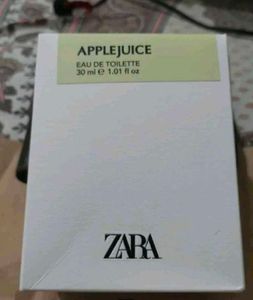 APPLEJUICE
EAU DE TOILETTE
30 ml e 1.01 fl oz
ZARA